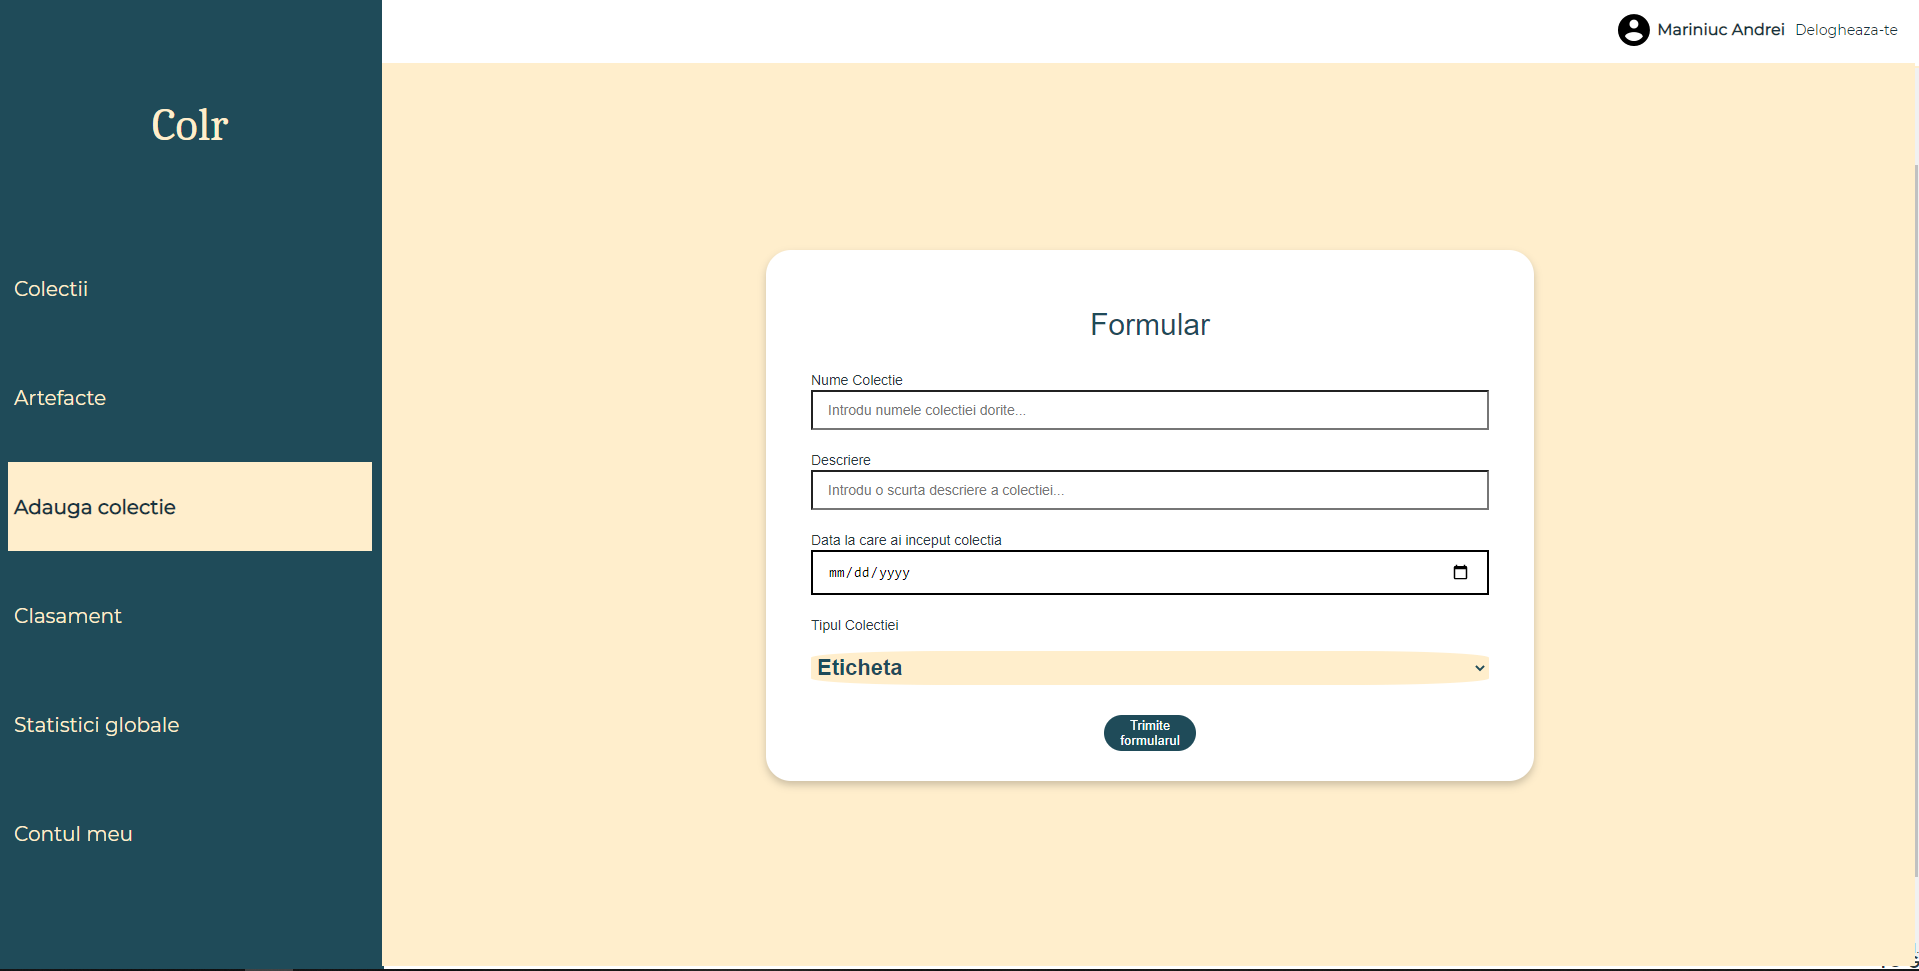 Mariniuc Andrei Delogheaza-te
Colr
Colectii
Artefacte
Adauga colectie
Clasament
Statistici globale
Contul meu
Formular
Nume Colectie
Introdu numele colectiei dorite...
Descriere
Introdu o scurta descriere a colectiei...
Data la care ai inceput colectia
mm/dd/yyyy
Tipul Colectiei
Eticheta
Trimite
formularul